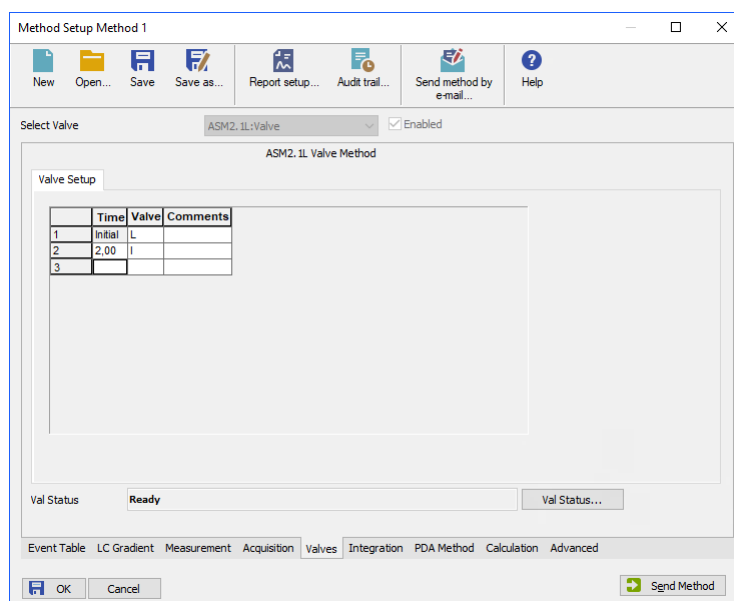 Method Setup Method 1
New Open... Save Save as... Report setup... Audit trail... Send method by e-mail... Help
Select Valve ASM2.1L:Valve Enabled
ASM2.1L Valve Method
Valve Setup
Time Valve Comments
1 Initial L
2 2,00 I
3
Val Status Ready Val Status...
Event Table LC Gradient Measurement Acquisition Valves Integration PDA Method Calculation Advanced
OK Cancel Send Method